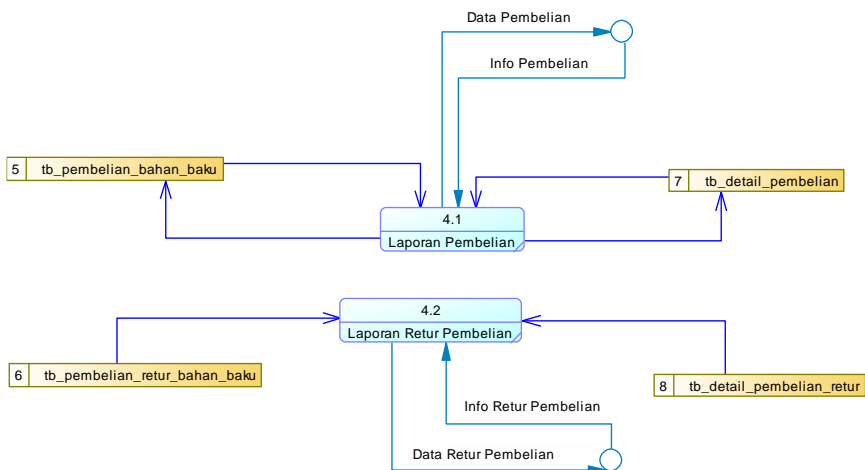 Data Pembelian
Info Pembelian
5 tb_pembelian_bahan_baku
7 tb_detail_pembelian
4.1
Laporan Pembelian
4.2
Laporan Retur Pembelian
6 tb_pembelian_retur_bahan_baku
8 tb_detail_pembelian_retur
Info Retur Pembelian
Data Retur Pembelian